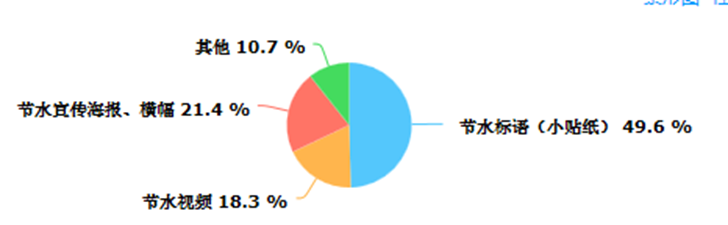 其他 10.7 %
节水宣传海报、横幅 21.4 %
节水标语（小贴纸） 49.6 %
节水视频 18.3 %